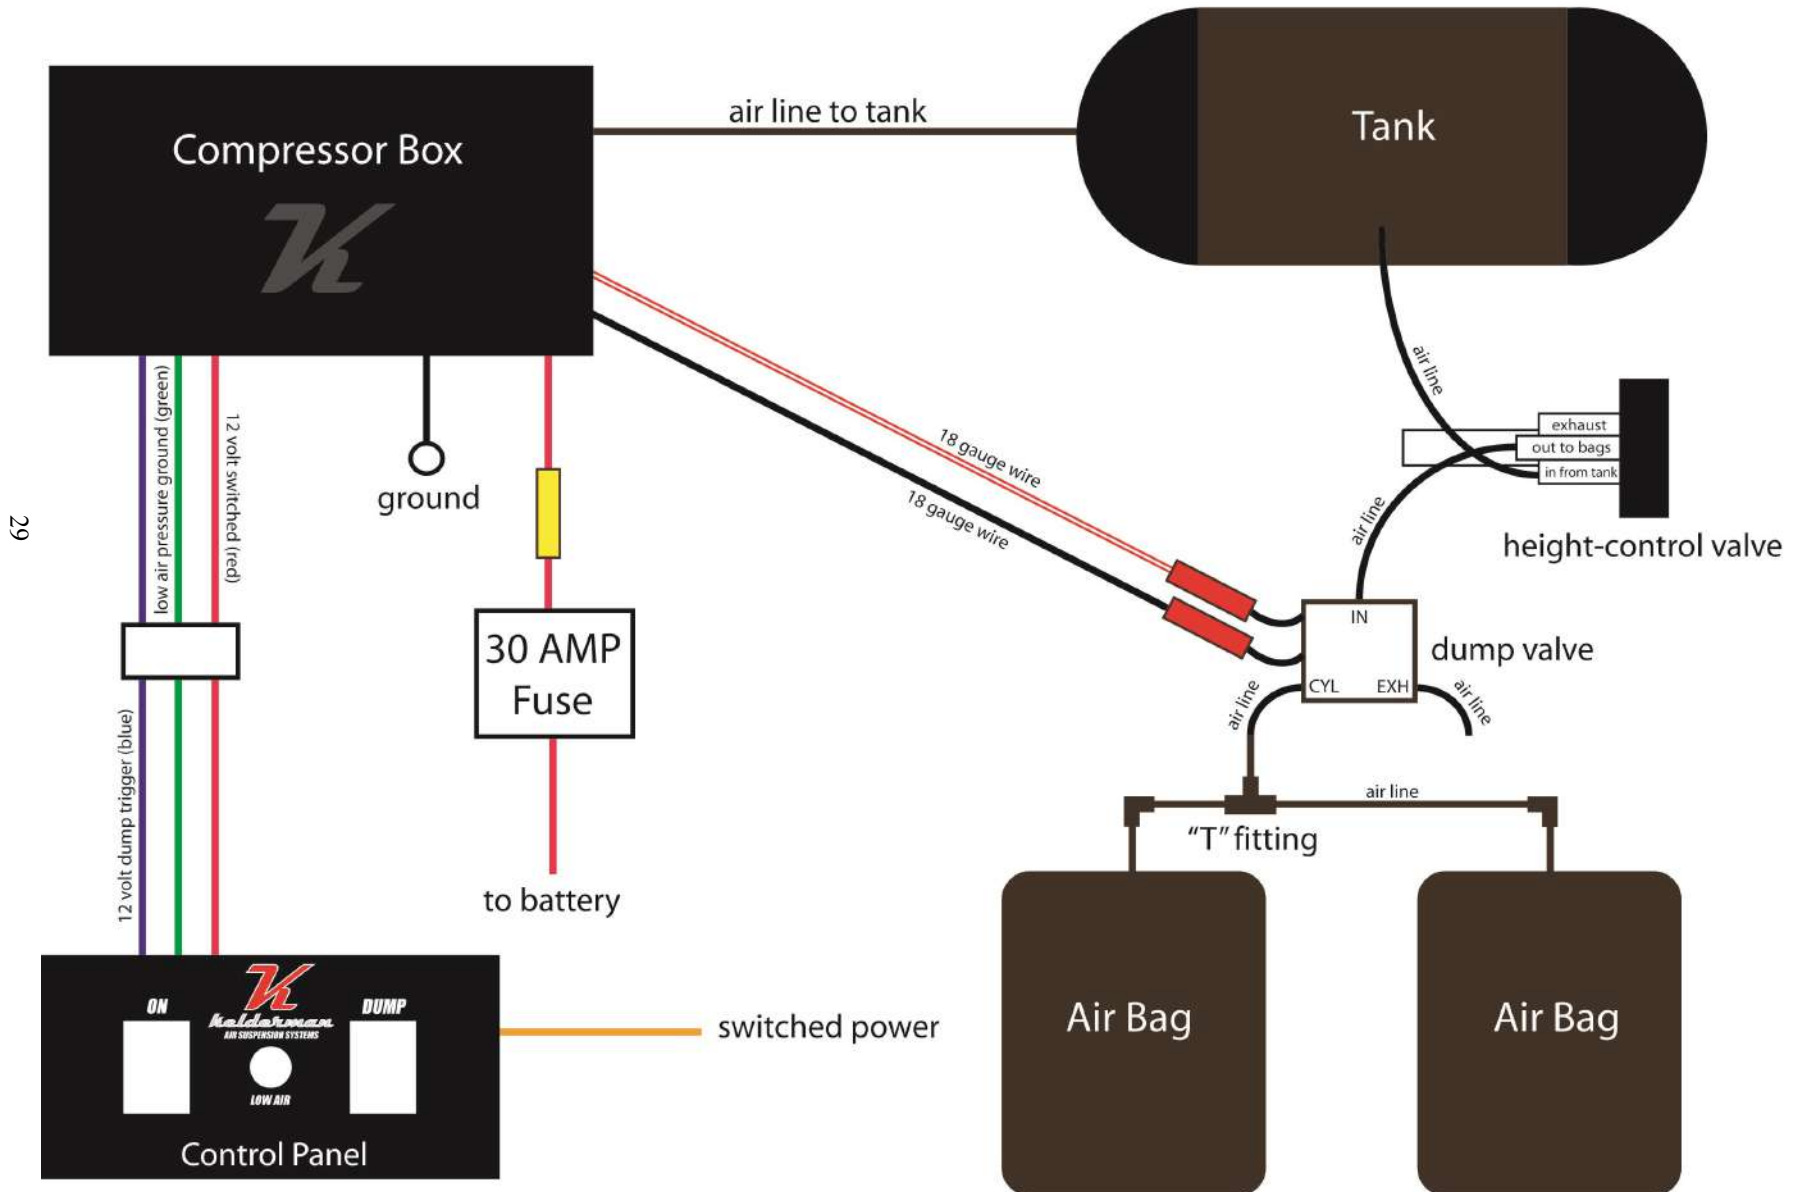 air line to tank
Tank
Compressor Box
K
air line
exhaust
out to bags
in from tank
height-control valve
air line
18 gauge wire
18 gauge wire
low air pressure ground (green)
12 volt switched (red)
ground
29
30 AMP
Fuse
IN
CYL EXH
dump valve
air line
air line
air line
"T" fitting
12 volt dump trigger (blue)
to battery
ON
K
DUMP
Kelderman
AIR SUSPENSION SYSTEMS
LOW AIR
Control Panel
switched power
Air Bag
Air Bag